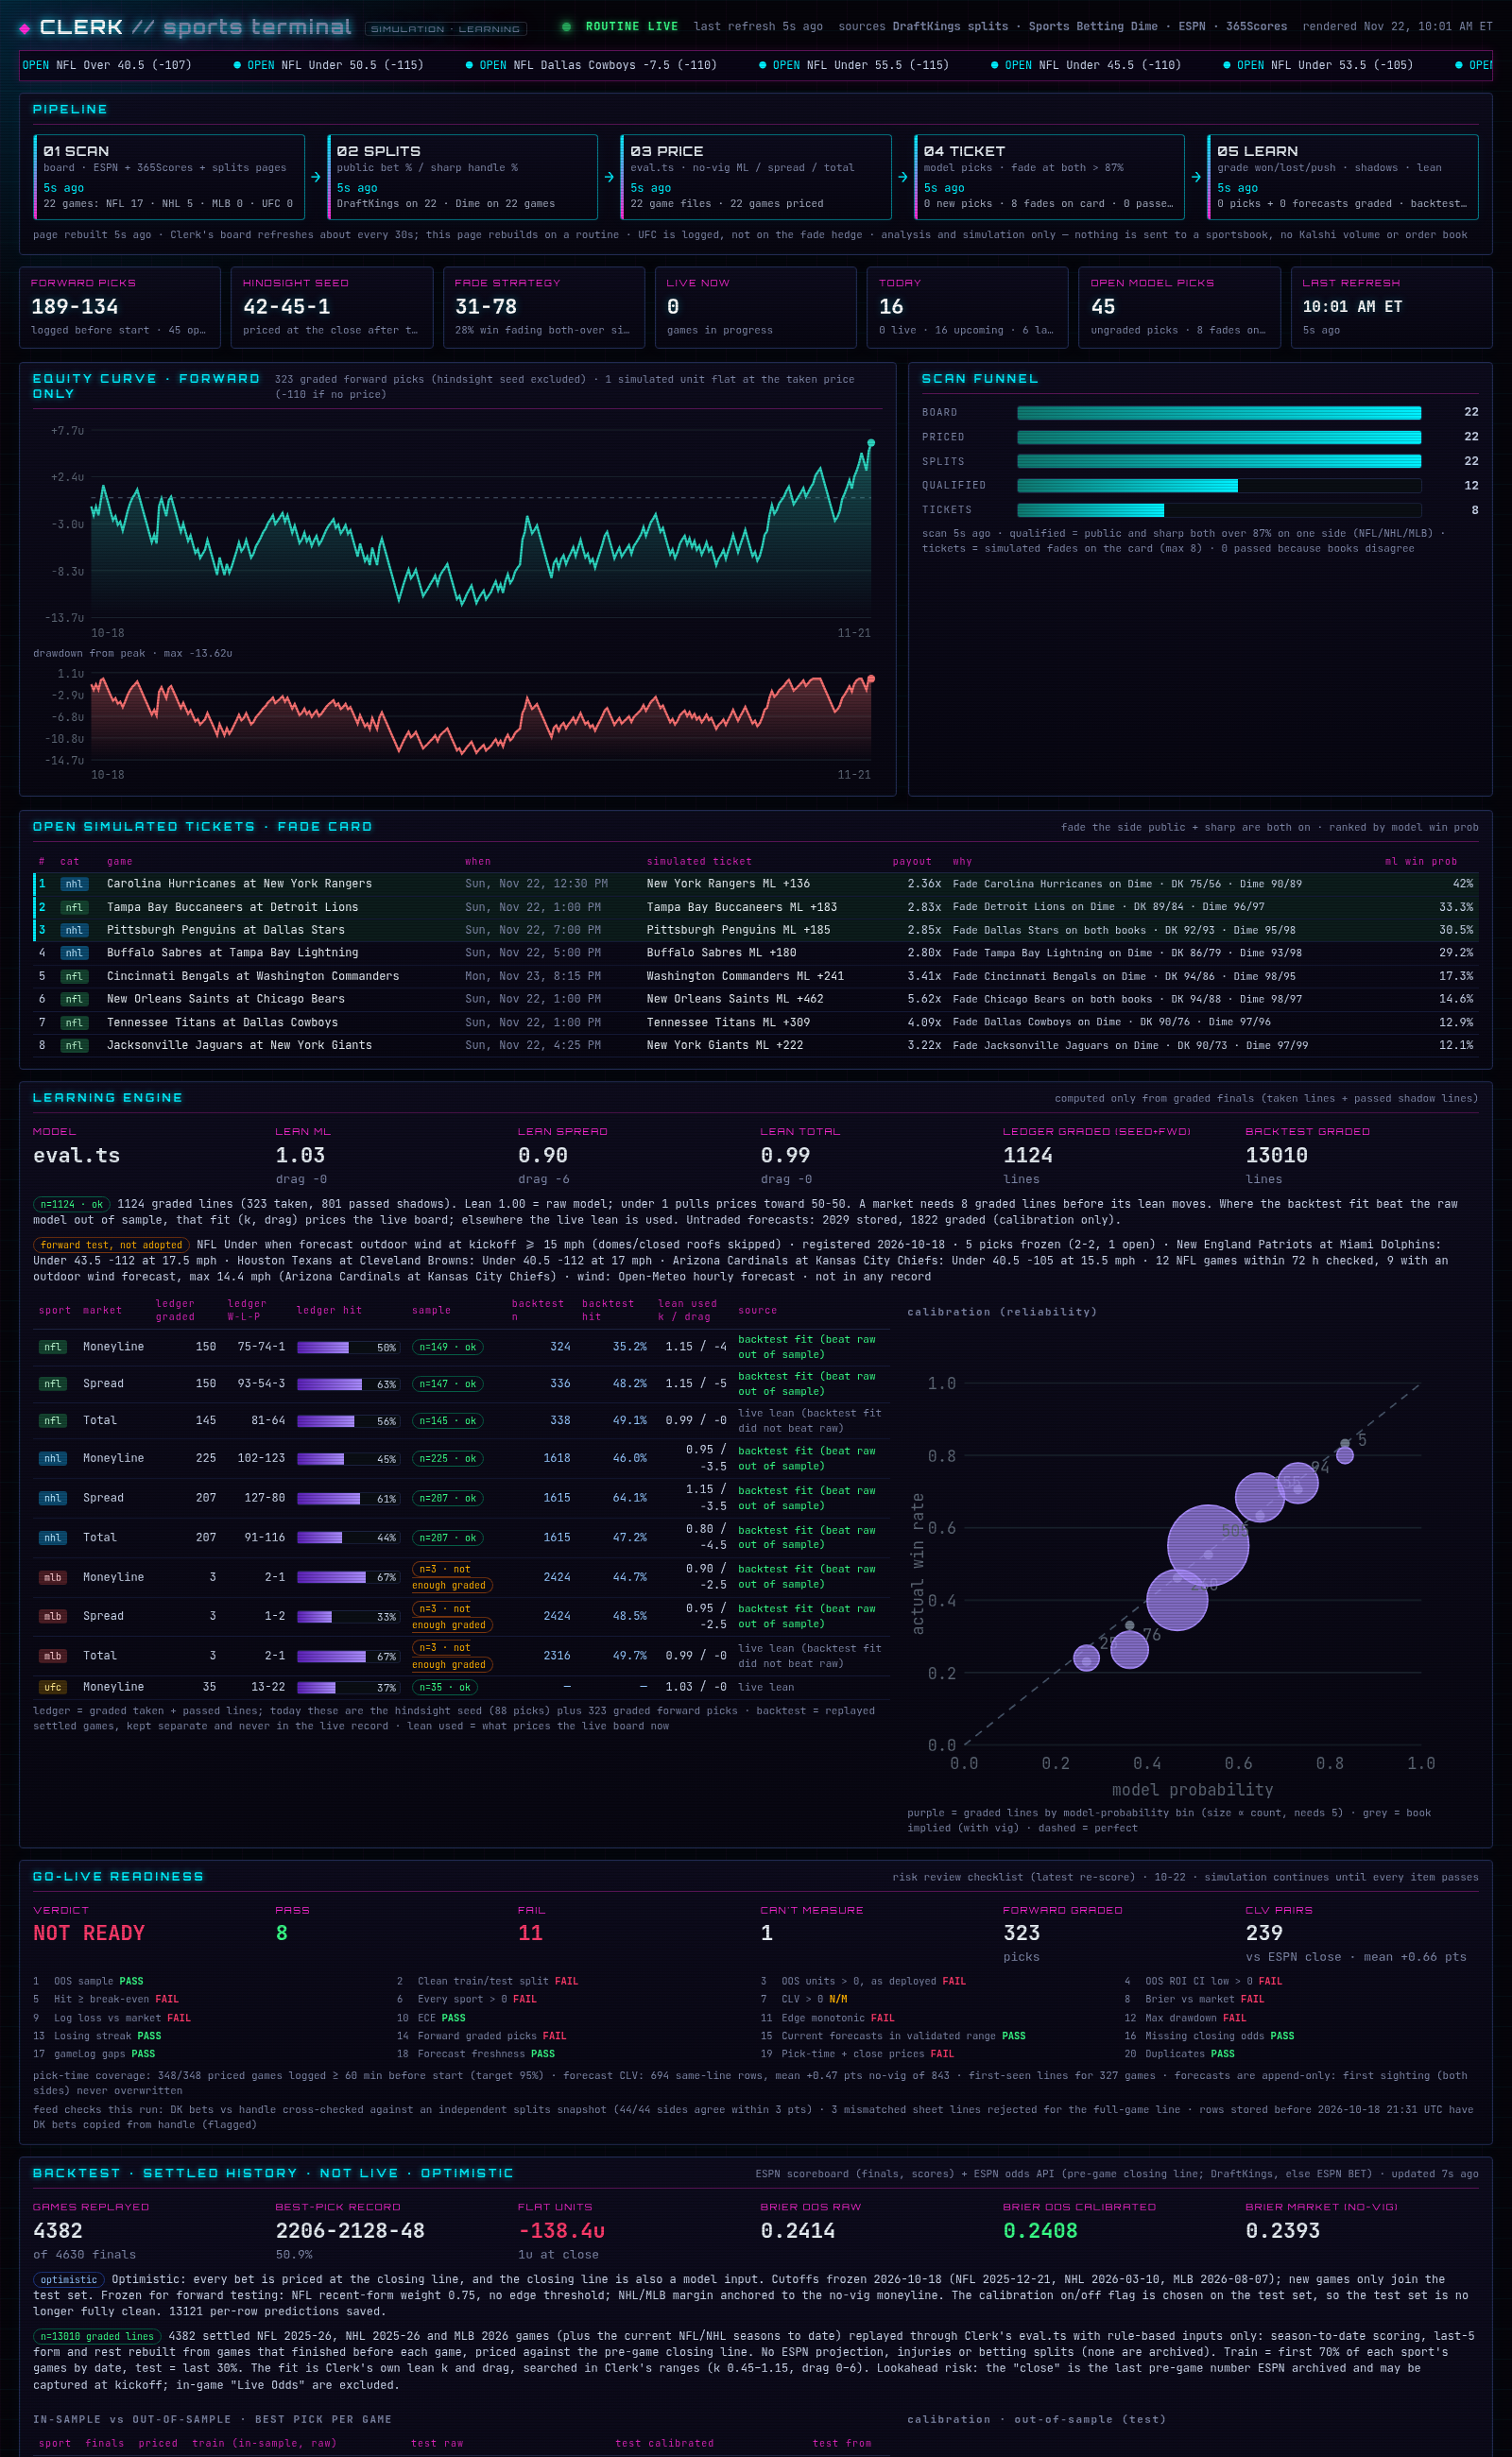 ◆ CLERK // sports terminal SIMULATION · LEARNING ● ROUTINE LIVE last refresh 5s ago sources DraftKings splits · Sports Betting Dime · ESPN · 365Scores rendered Nov 22, 10:01 AM ET
OPEN NFL Over 40.5 (-107) ● OPEN NFL Under 50.5 (-115) ● OPEN NFL Dallas Cowboys -7.5 (-110) ● OPEN NFL Under 55.5 (-115) ● OPEN NFL Under 45.5 (-110) ● OPEN NFL Under 53.5 (-105) ● OPEN
PIPELINE
01 SCAN
board · ESPN + 365Scores + splits pages
5s ago
22 games: NFL 17 · NHL 5 · MLB 0 · UFC 0
→
02 SPLITS
public bet % / sharp handle %
5s ago
DraftKings on 22 · Dime on 22 games
→
03 PRICE
eval.ts · no-vig ML / spread / total
5s ago
22 game files · 22 games priced
→
04 TICKET
model picks · fade at both > 87%
5s ago
0 new picks · 8 fades on card · 0 passe…
→
05 LEARN
grade won/lost/push · shadows · lean
5s ago
0 picks + 0 forecasts graded · backtest…
page rebuilt 5s ago · Clerk's board refreshes about every 30s; this page rebuilds on a routine · UFC is logged, not on the fade hedge · analysis and simulation only — nothing is sent to a sportsbook, no Kalshi volume or order book
FORWARD PICKS
189-134
logged before start · 45 op…
HINDSIGHT SEED
42-45-1
priced at the close after t…
FADE STRATEGY
31-78
28% win fading both-over si…
LIVE NOW
0
games in progress
TODAY
16
0 live · 16 upcoming · 6 la…
OPEN MODEL PICKS
45
ungraded picks · 8 fades on…
LAST REFRESH
10:01 AM ET
5s ago
EQUITY CURVE · FORWARD ONLY
323 graded forward picks (hindsight seed excluded) · 1 simulated unit flat at the taken price (-110 if no price)
+7.7u
+2.4u
-3.0u
-8.3u
-13.7u
10-18 11-21
drawdown from peak · max -13.62u
1.1u
-2.9u
-6.8u
-10.8u
-14.7u
10-18 11-21
SCAN FUNNEL
BOARD 22
PRICED 22
SPLITS 22
QUALIFIED 12
TICKETS 8
scan 5s ago · qualified = public and sharp both over 87% on one side (NFL/NHL/MLB) ·
tickets = simulated fades on the card (max 8) · 0 passed because books disagree
OPEN SIMULATED TICKETS · FADE CARD fade the side public + sharp are both on · ranked by model win prob
# cat game when simulated ticket payout why ml win prob
1 nhl Carolina Hurricanes at New York Rangers Sun, Nov 22, 12:30 PM New York Rangers ML +136 2.36x Fade Carolina Hurricanes on Dime · DK 75/56 · Dime 90/89 42%
2 nfl Tampa Bay Buccaneers at Detroit Lions Sun, Nov 22, 1:00 PM Tampa Bay Buccaneers ML +183 2.83x Fade Detroit Lions on Dime · DK 89/84 · Dime 96/97 33.3%
3 nhl Pittsburgh Penguins at Dallas Stars Sun, Nov 22, 7:00 PM Pittsburgh Penguins ML +185 2.85x Fade Dallas Stars on both books · DK 92/93 · Dime 95/98 30.5%
4 nhl Buffalo Sabres at Tampa Bay Lightning Sun, Nov 22, 5:00 PM Buffalo Sabres ML +180 2.80x Fade Tampa Bay Lightning on Dime · DK 86/79 · Dime 93/98 29.2%
5 nfl Cincinnati Bengals at Washington Commanders Mon, Nov 23, 8:15 PM Washington Commanders ML +241 3.41x Fade Cincinnati Bengals on Dime · DK 94/86 · Dime 98/95 17.3%
6 nfl New Orleans Saints at Chicago Bears Sun, Nov 22, 1:00 PM New Orleans Saints ML +462 5.62x Fade Chicago Bears on both books · DK 94/88 · Dime 98/97 14.6%
7 nfl Tennessee Titans at Dallas Cowboys Sun, Nov 22, 1:00 PM Tennessee Titans ML +309 4.09x Fade Dallas Cowboys on Dime · DK 90/76 · Dime 97/96 12.9%
8 nfl Jacksonville Jaguars at New York Giants Sun, Nov 22, 4:25 PM New York Giants ML +222 3.22x Fade Jacksonville Jaguars on Dime · DK 90/73 · Dime 97/99 12.1%
LEARNING ENGINE computed only from graded finals (taken lines + passed shadow lines)
MODEL
eval.ts
LEAN ML
1.03
drag -0
LEAN SPREAD
0.90
drag -6
LEAN TOTAL
0.99
drag -0
LEDGER GRADED (SEED+FWD)
1124
lines
BACKTEST GRADED
13010
lines
n=1124 · ok 1124 graded lines (323 taken, 801 passed shadows). Lean 1.00 = raw model; under 1 pulls prices toward 50-50. A market needs 8 graded lines before its lean moves. Where the backtest fit beat the raw
model out of sample, that fit (k, drag) prices the live board; elsewhere the live lean is used. Untraded forecasts: 2029 stored, 1822 graded (calibration only).
forward test, not adopted NFL Under when forecast outdoor wind at kickoff ≥ 15 mph (domes/closed roofs skipped) · registered 2026-10-18 · 5 picks frozen (2-2, 1 open) · New England Patriots at Miami Dolphins:
Under 43.5 -112 at 17.5 mph · Houston Texans at Cleveland Browns: Under 40.5 -112 at 17 mph · Arizona Cardinals at Kansas City Chiefs: Under 40.5 -105 at 15.5 mph · 12 NFL games within 72 h checked, 9 with an
outdoor wind forecast, max 14.4 mph (Arizona Cardinals at Kansas City Chiefs) · wind: Open-Meteo hourly forecast · not in any record
sport market ledger graded ledger W-L-P ledger hit sample backtest n backtest hit lean used k / drag source
nfl Moneyline 150 75-74-1 50% n=149 · ok 324 35.2% 1.15 / -4 backtest fit (beat raw out of sample)
nfl Spread 150 93-54-3 63% n=147 · ok 336 48.2% 1.15 / -5 backtest fit (beat raw out of sample)
nfl Total 145 81-64 56% n=145 · ok 338 49.1% 0.99 / -0 live lean (backtest fit did not beat raw)
nhl Moneyline 225 102-123 45% n=225 · ok 1618 46.0% 0.95 / -3.5 backtest fit (beat raw out of sample)
nhl Spread 207 127-80 61% n=207 · ok 1615 64.1% 1.15 / -3.5 backtest fit (beat raw out of sample)
nhl Total 207 91-116 44% n=207 · ok 1615 47.2% 0.80 / -4.5 backtest fit (beat raw out of sample)
mlb Moneyline 3 2-1 67% n=3 · not enough graded 2424 44.7% 0.90 / -2.5 backtest fit (beat raw out of sample)
mlb Spread 3 1-2 33% n=3 · not enough graded 2424 48.5% 0.95 / -2.5 backtest fit (beat raw out of sample)
mlb Total 3 2-1 67% n=3 · not enough graded 2316 49.7% 0.99 / -0 live lean (backtest fit did not beat raw)
ufc Moneyline 35 13-22 37% n=35 · ok — — 1.03 / -0 live lean
ledger = graded taken + passed lines; today these are the hindsight seed (88 picks) plus 323 graded forward picks · backtest = replayed
settled games, kept separate and never in the live record · lean used = what prices the live board now
calibration (reliability)
1.0
0.8
0.6
0.4
0.2
0.0
actual win rate
76
505
94
5
0.0 0.2 0.4 0.6 0.8 1.0
model probability
purple = graded lines by model-probability bin (size ∝ count, needs 5) · grey = book
implied (with vig) · dashed = perfect
GO-LIVE READINESS risk review checklist (latest re-score) · 10-22 · simulation continues until every item passes
VERDICT
NOT READY
PASS
8
FAIL
11
CAN'T MEASURE
1
FORWARD GRADED
323
picks
CLV PAIRS
239
vs ESPN close · mean +0.66 pts
1 OOS sample PASS 2 Clean train/test split FAIL 3 OOS units > 0, as deployed FAIL 4 OOS ROI CI low > 0 FAIL
5 Hit ≥ break-even FAIL 6 Every sport > 0 FAIL 7 CLV > 0 N/M 8 Brier vs market FAIL
9 Log loss vs market FAIL 10 ECE PASS 11 Edge monotonic FAIL 12 Max drawdown FAIL
13 Losing streak PASS 14 Forward graded picks FAIL 15 Current forecasts in validated range PASS 16 Missing closing odds PASS
17 gameLog gaps PASS 18 Forecast freshness PASS 19 Pick-time + close prices FAIL 20 Duplicates PASS
pick-time coverage: 348/348 priced games logged ≥ 60 min before start (target 95%) · forecast CLV: 694 same-line rows, mean +0.47 pts no-vig of 843 · first-seen lines for 327 games · forecasts are append-only: first sighting (both
sides) never overwritten
feed checks this run: DK bets vs handle cross-checked against an independent splits snapshot (44/44 sides agree within 3 pts) · 3 mismatched sheet lines rejected for the full-game line · rows stored before 2026-10-18 21:31 UTC have
DK bets copied from handle (flagged)
BACKTEST · SETTLED HISTORY · NOT LIVE · OPTIMISTIC ESPN scoreboard (finals, scores) + ESPN odds API (pre-game closing line; DraftKings, else ESPN BET) · updated 7s ago
GAMES REPLAYED
4382
of 4630 finals
BEST-PICK RECORD
2206-2128-48
50.9%
FLAT UNITS
-138.4u
1u at close
BRIER OOS RAW
0.2414
BRIER OOS CALIBRATED
0.2408
BRIER MARKET (NO-VIG)
0.2393
optimistic Optimistic: every bet is priced at the closing line, and the closing line is also a model input. Cutoffs frozen 2026-10-18 (NFL 2025-12-21, NHL 2026-03-10, MLB 2026-08-07); new games only join the
test set. Frozen for forward testing: NFL recent-form weight 0.75, no edge threshold; NHL/MLB margin anchored to the no-vig moneyline. The calibration on/off flag is chosen on the test set, so the test set is no
longer fully clean. 13121 per-row predictions saved.
n=13010 graded lines 4382 settled NFL 2025-26, NHL 2025-26 and MLB 2026 games (plus the current NFL/NHL seasons to date) replayed through Clerk's eval.ts with rule-based inputs only: season-to-date scoring, last-5
form and rest rebuilt from games that finished before each game, priced against the pre-game closing line. No ESPN projection, injuries or betting splits (none are archived). Train = first 70% of each sport's
games by date, test = last 30%. The fit is Clerk's own lean k and drag, searched in Clerk's ranges (k 0.45–1.15, drag 0–6). Lookahead risk: the "close" is the last pre-game number ESPN archived and may be
captured at kickoff; in-game "Live Odds" are excluded.
IN-SAMPLE vs OUT-OF-SAMPLE · BEST PICK PER GAME calibration · out-of-sample (test)
sport finals priced train (in-sample, raw) test raw test calibrated test from